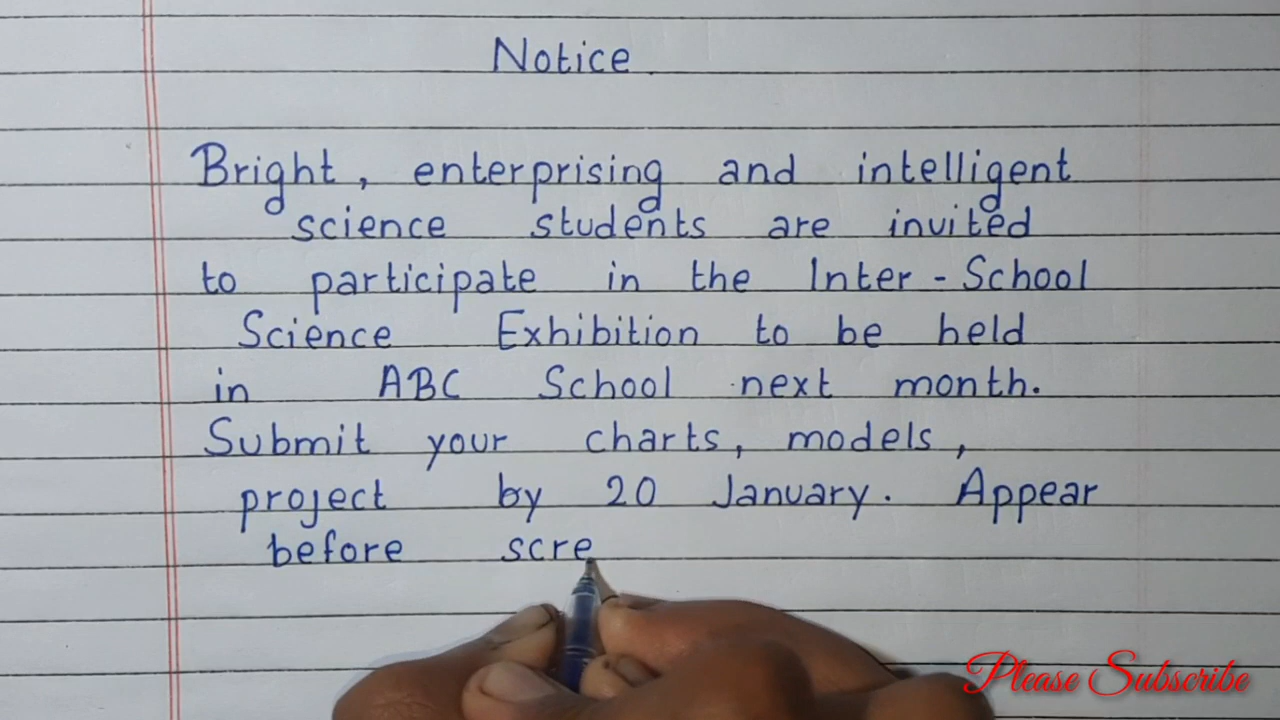 Notice
Bright, enterprising and intelligent
science students are invited
to participate in the Inter-School
Science Exhibition to be held
in ABC School next month.
Submit your charts, models,
project by 20 January. Appear
before scre
Please Subscribe